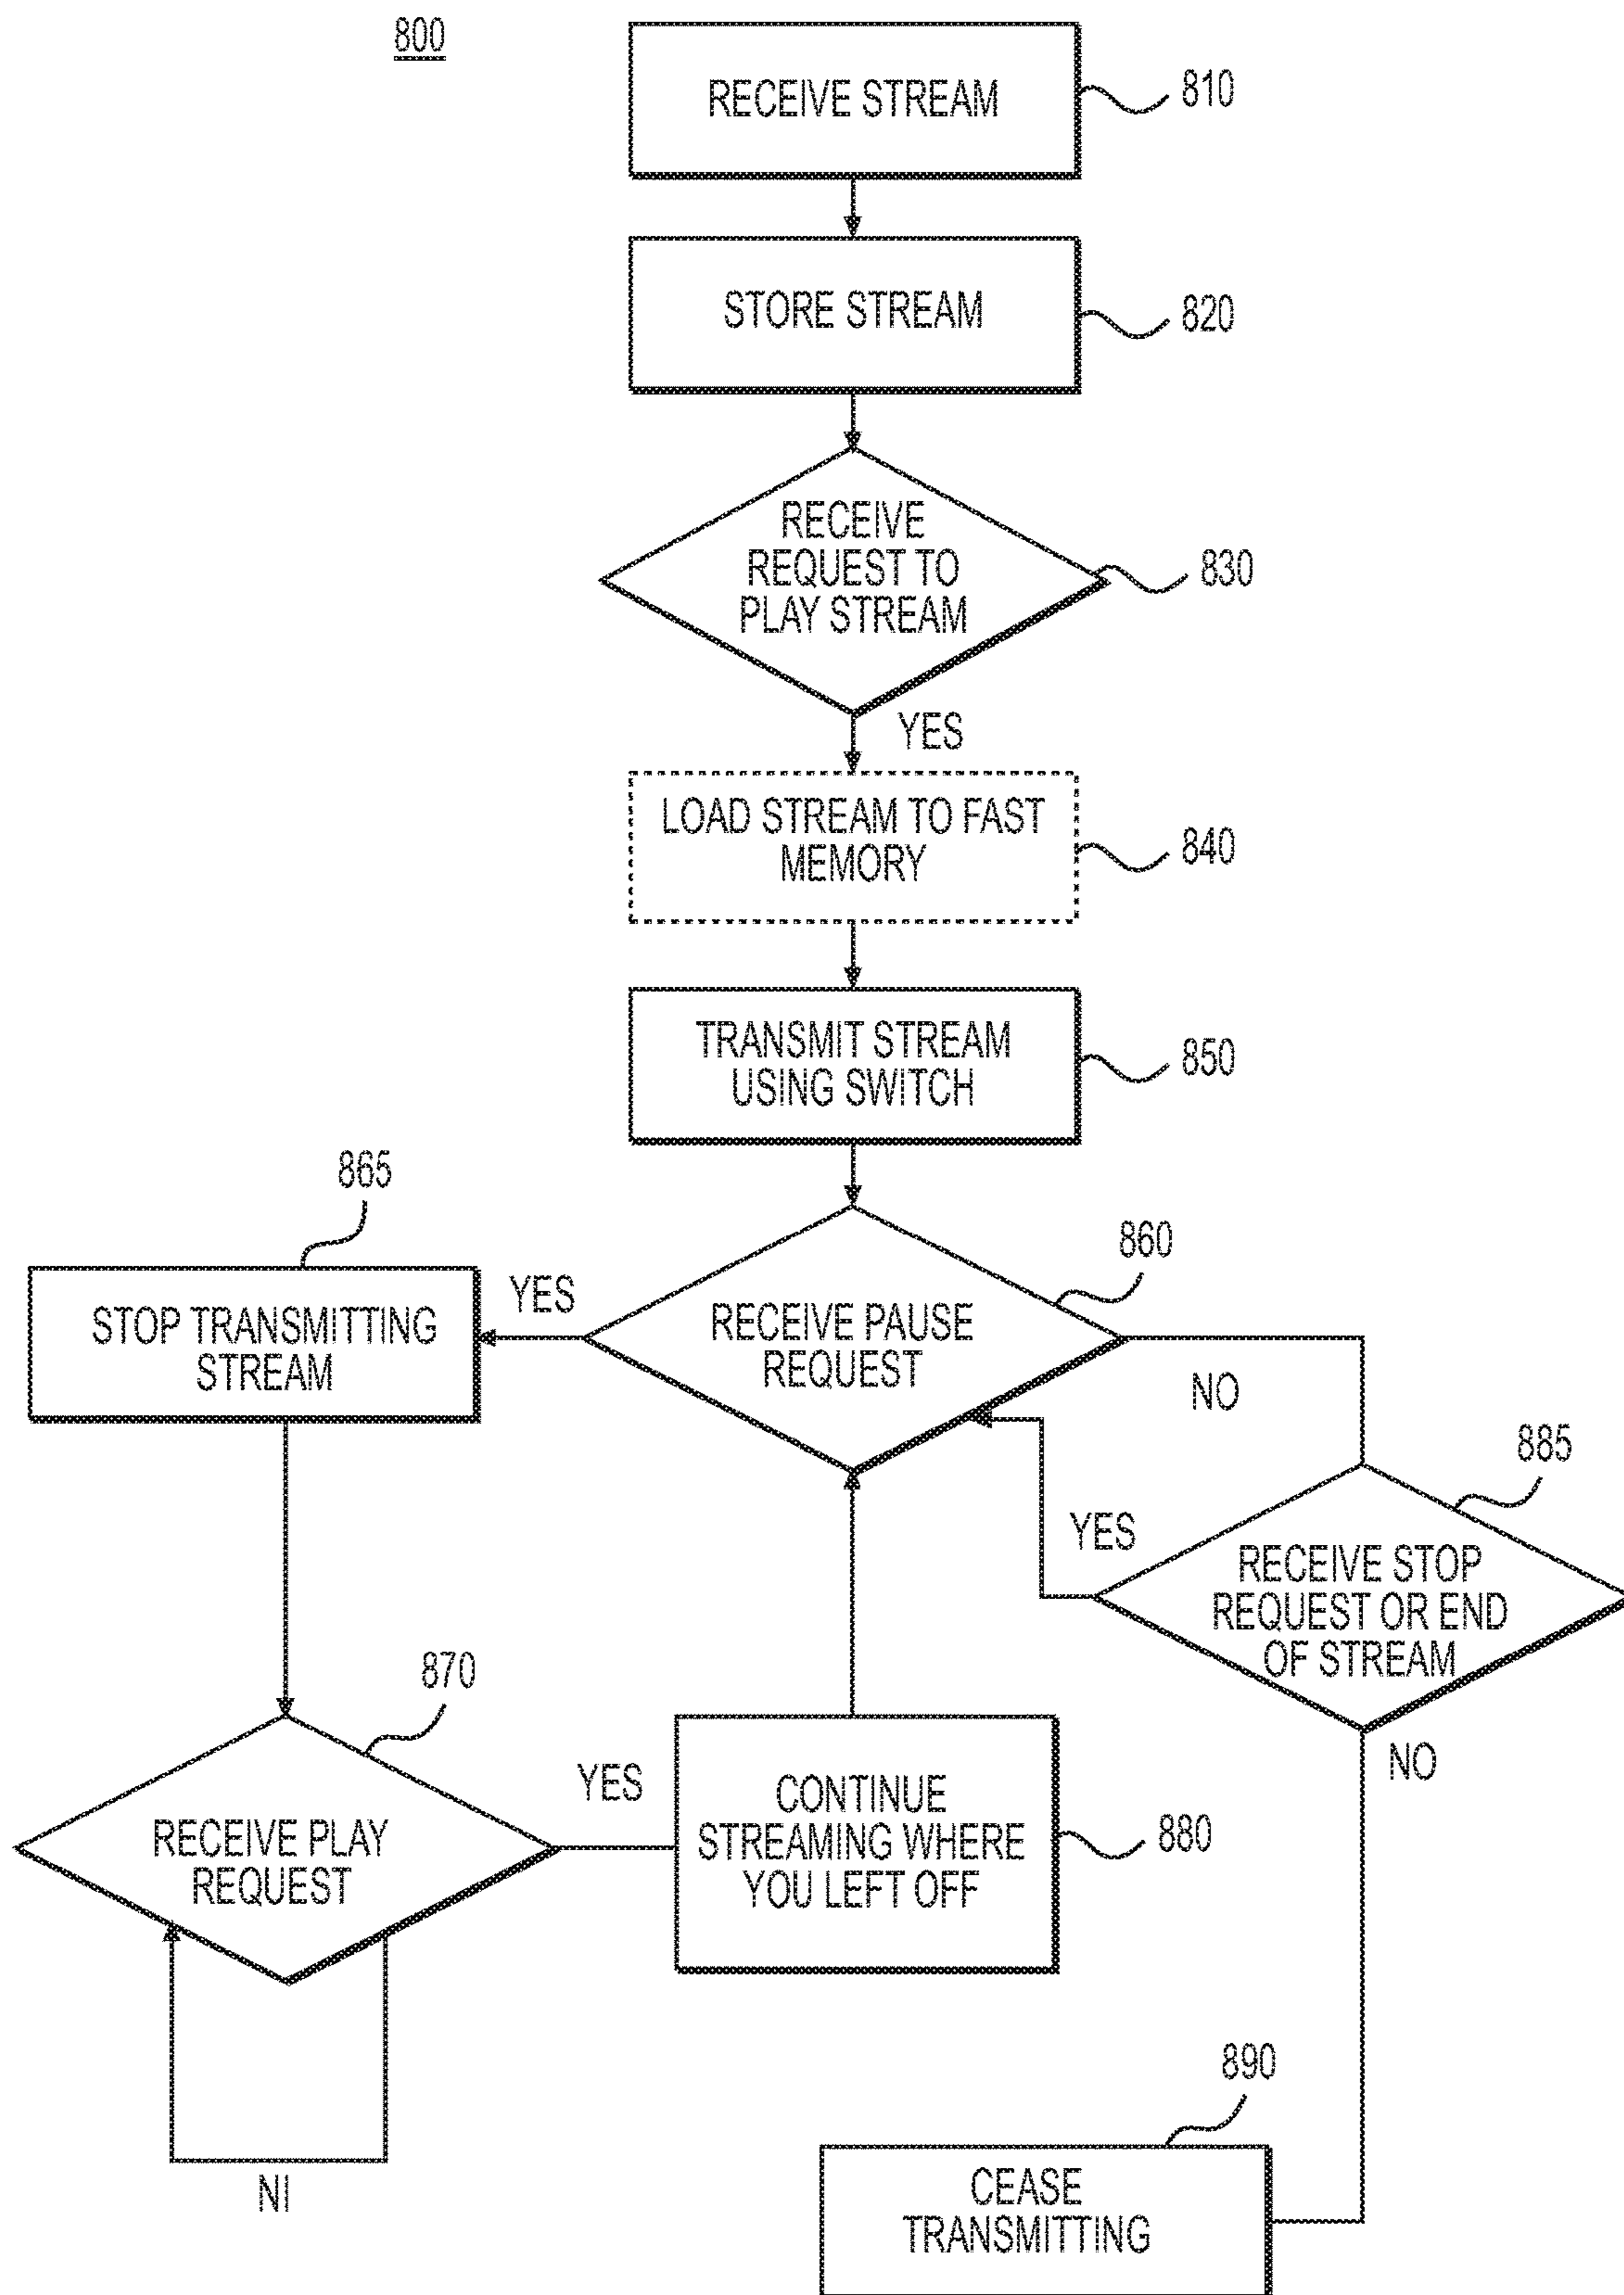 800
RECEIVE STREAM
810
STORE STREAM
820
RECEIVE
REQUEST TO
PLAY STREAM
830
YES
LOAD STREAM TO FAST
MEMORY
840
TRANSMIT STREAM
USING SWITCH
850
865
860
STOP TRANSMITTING
STREAM
YES
RECEIVE PAUSE
REQUEST
NO
885
YES
RECEIVE STOP
REQUEST OR END
OF STREAM
870
NO
RECEIVE PLAY
REQUEST
YES
CONTINUE
STREAMING WHERE
YOU LEFT OFF
880
NI
890
CEASE
TRANSMITTING